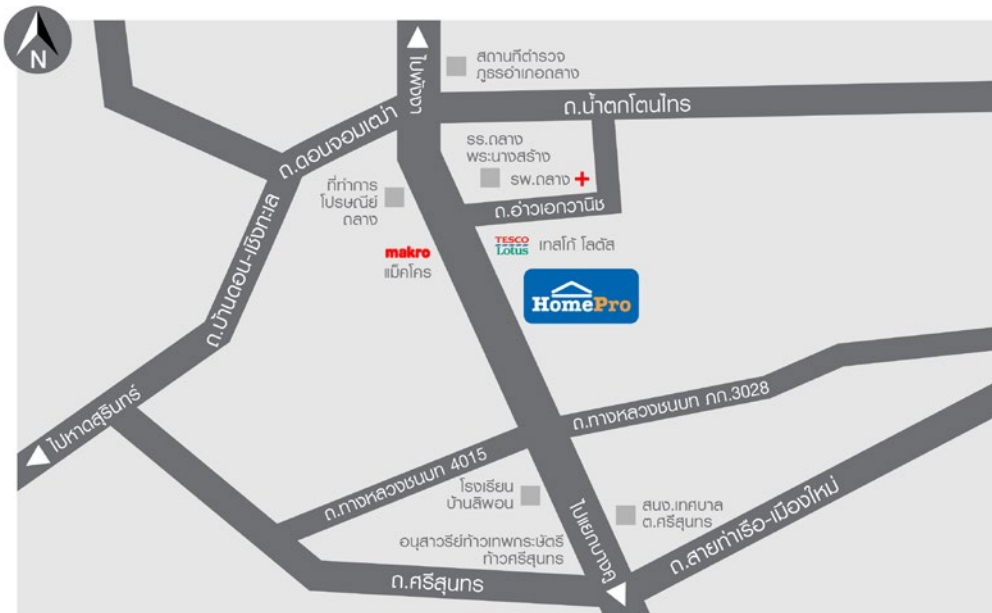 N
ไปพังงา
สถานีตำรวจ
ภูธรอำเภอถลาง
ถ.น้ำตกโตนไทร
ถ.ดอนจอมเฒ่า
รร.ถลาง
พระนางสร้าง
รพ.ถลาง
ที่ทำการ
ไปรษณีย์
ถลาง
ถ.อ่าวเอกวานิช
makro
แม็คโคร
TESCO
Lotus
เทสโก้ โลตัส
HomePro
ถ.บ้านดอน-เชิงทะเล
ไปหาดสุรินทร์
ถ.ทางหลวงชนบท ภก.3028
ถ.ทางหลวงชนบท 4015
โรงเรียน
บ้านลิพอน
ไปแยกบางคู
สนง.เทศบาล
ต.ศรีสุนทร
ถ.สายท่าเรือ-เมืองใหม่
อนุสาวรีย์ท้าวเทพกระษัตรี
ท้าวศรีสุนทร
ถ.ศรีสุนทร